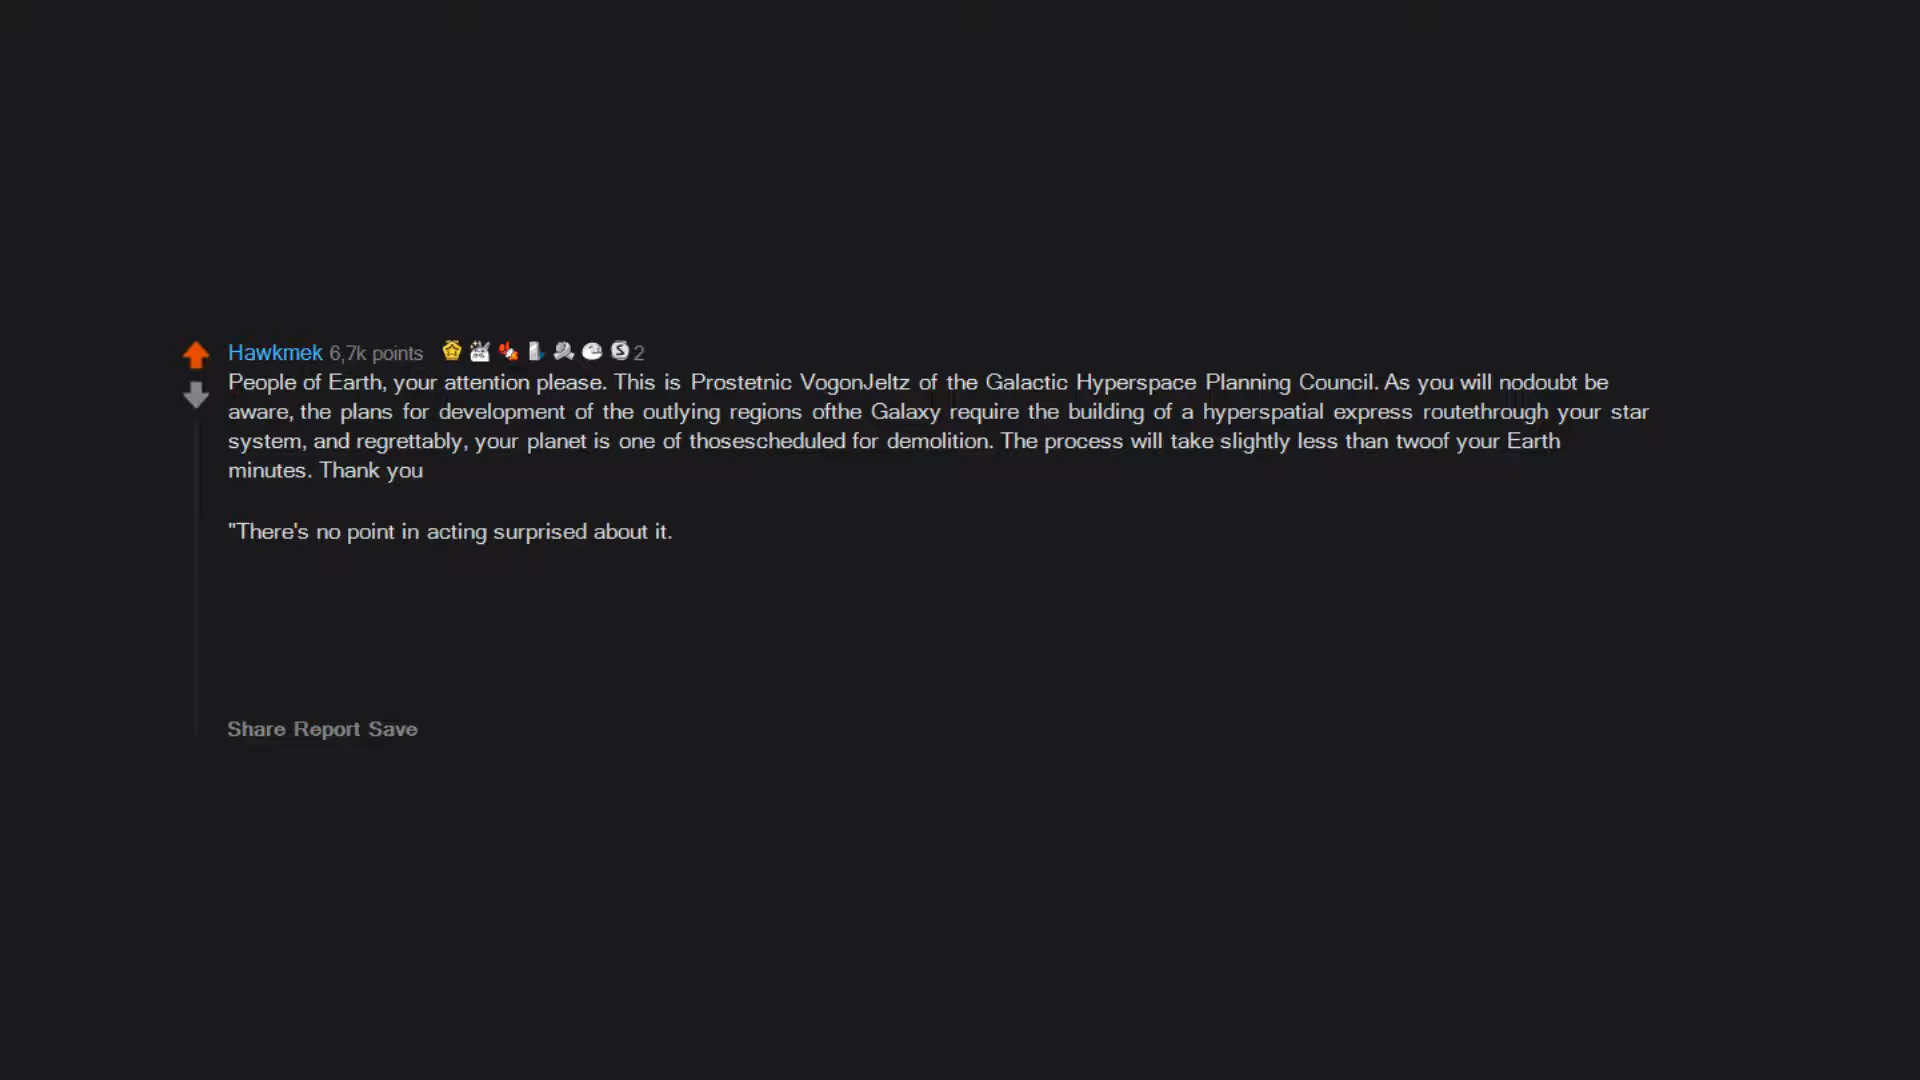 Hawkmek 6,7k points 2
People of Earth, your attention please. This is Prostetnic VogonJeltz of the Galactic Hyperspace Planning Council. As you will nodoubt be
aware, the plans for development of the outlying regions ofthe Galaxy require the building of a hyperspatial express routethrough your star
system, and regrettably, your planet is one of thosescheduled for demolition. The process will take slightly less than twoof your Earth
minutes. Thank you
"There's no point in acting surprised about it.
Share Report Save